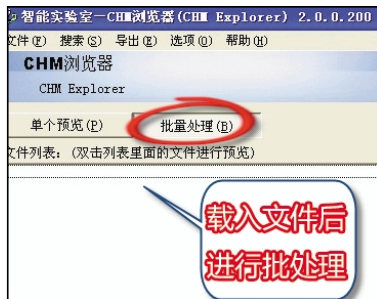 智能实验室—CHM浏览器(CHM Explorer) 2.0.0.200
文件(F) 搜索(S) 导出(E) 选项(O) 帮助(H)
CHM浏览器
CHM Explorer
单个预览(P) 批量处理(B)
文件列表: (双击列表里面的文件进行预览)
载入文件后
进行批处理